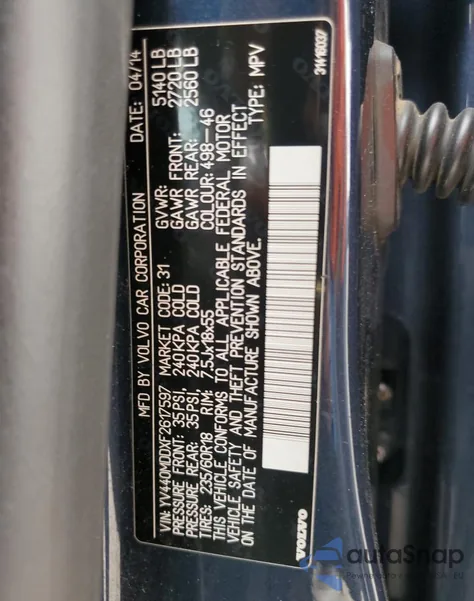 MFD BY VOLVO CAR CORPORATION DATE: 04/14
VIN: YV440MDDXF2617597 MARKET CODE: 31 GVWR: 5140 LB
PRESSURE FRONT: 35 PSI, 240 KPA COLD GAWR FRONT: 2720 LB
PRESSURE REAR: 35 PSI, 240 KPA COLD GAWR REAR: 2560 LB
TIRES: 235/60R18 RIM: 7,5Jx18x55 COLOUR: 498--46
THIS VEHICLE CONFORMS TO ALL APPLICABLE FEDERAL MOTOR
VEHICLE SAFETY AND THEFT PREVENTION STANDARDS IN EFFECT
ON THE DATE OF MANUFACTURE SHOWN ABOVE. TYPE: MPV
VOLVO 31416037
autoSnap